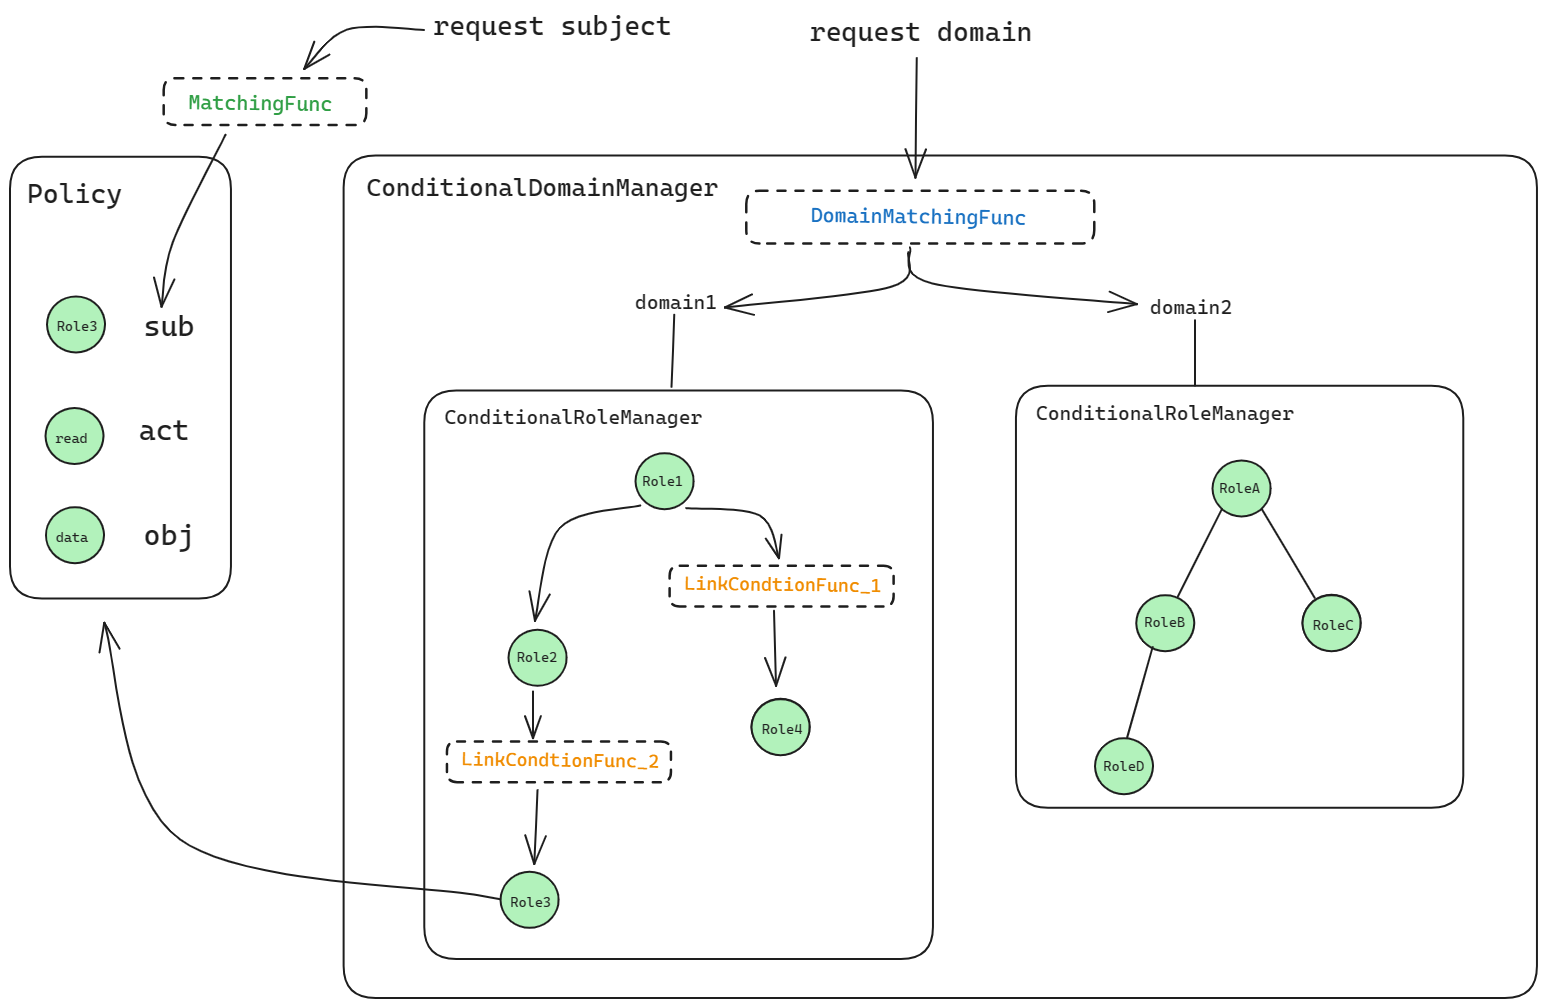 request subject
request domain
MatchingFunc
Policy
ConditionalDomainManager
DomainMatchingFunc
domain1
domain2
Role3
sub
read
act
data
obj
ConditionalRoleManager
Role1
LinkCondtionFunc_1
Role2
Role4
LinkCondtionFunc_2
Role3
ConditionalRoleManager
RoleA
RoleB
RoleC
RoleD